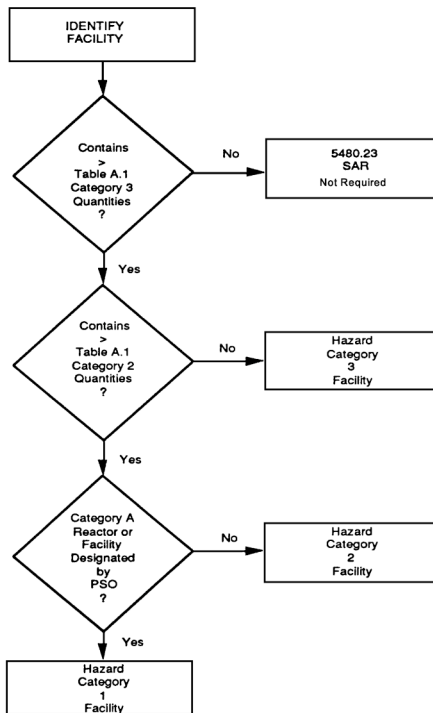 IDENTIFY
FACILITY
Contains
>
Table A.1
Category 3
Quantities
?
No
5480.23
SAR
Not Required
Yes
Contains
>
Table A.1
Category 2
Quantities
?
No
Hazard
Category
3
Facility
Yes
Category A
Reactor or
Facility
Designated
by
PSO
?
No
Hazard
Category
2
Facility
Yes
Hazard
Category
1
Facility